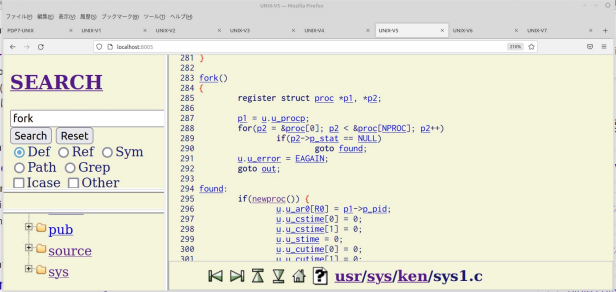 UNIX-V5 — Mozilla Firefox
ファイル(F) 編集(E) 表示(V) 履歴(S) ブックマーク(B) ツール(T) ヘルプ(H)
PDP7-UNIX × UNIX-V1 × UNIX-V2 × UNIX-V3 × UNIX-V4 × UNIX-V5 × UNIX-V6 × UNIX-V7 × +
localhost:8005 210%
SEARCH
fork
Search Reset
Def Ref Sym
Path Grep
Icase Other
pub
source
sys
281 }
282
283 fork()
284 {
285 register struct proc *p1, *p2;
286
287 p1 = u.u_procp;
288 for(p2 = &proc[0]; p2 < &proc[NPROC]; p2++)
289 if(p2->p_stat == NULL)
290 goto found;
291 u.u_error = EAGAIN;
292 goto out;
293
294 found:
295 if(newproc()) {
296 u.u_ar0[R0] = p1->p_pid;
297 u.u_cstime[0] = 0;
298 u.u_cstime[1] = 0;
299 u.u_stime = 0;
300 u.u_cutime[0] = 0;
301 u.u_cutime[1] = 0;
usr/sys/ken/sys1.c